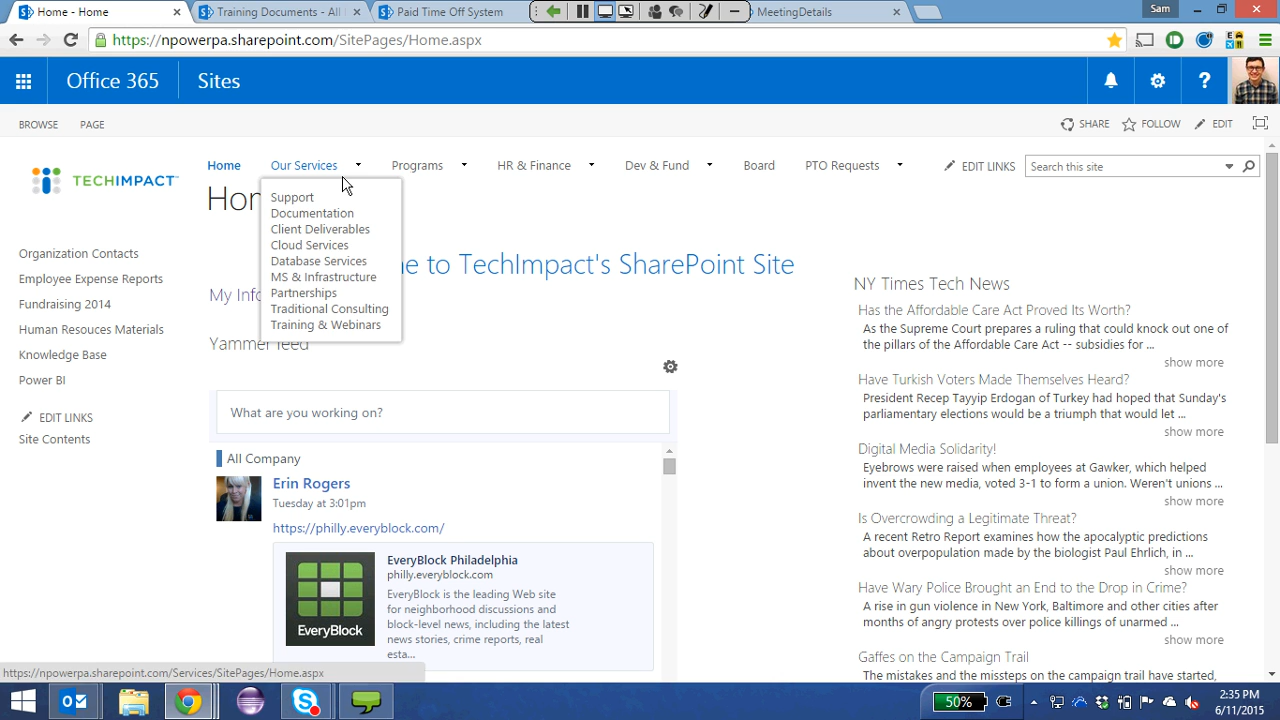 Home - Home
Training Documents - All
Paid Time Off System
MeetingDetails
Sam
https://npowerpa.sharepoint.com/SitePages/Home.aspx
Office 365
Sites
BROWSE
PAGE
SHARE
FOLLOW
EDIT
TECHIMPACT
Home
Our Services
Programs
HR & Finance
Dev & Fund
Board
PTO Requests
EDIT LINKS
Search this site
Support
Documentation
Client Deliverables
Cloud Services
Database Services
MS & Infrastructure
Partnerships
Traditional Consulting
Training & Webinars
Organization Contacts
Employee Expense Reports
Fundraising 2014
Human Resouces Materials
Knowledge Base
Power BI
EDIT LINKS
Site Contents
e to TechImpact's SharePoint Site
My Info
Yammer feed
What are you working on?
All Company
Erin Rogers
Tuesday at 3:01pm
https://philly.everyblock.com/
EveryBlock
EveryBlock Philadelphia
philly.everyblock.com
EveryBlock is the leading Web site
for neighborhood discussions and
block-level news, including the latest
news stories, crime reports, real
esta...
NY Times Tech News
Has the Affordable Care Act Proved Its Worth?
As the Supreme Court prepares a ruling that could knock out one of
the pillars of the Affordable Care Act -- subsidies for ...
show more
Have Turkish Voters Made Themselves Heard?
President Recep Tayyip Erdogan of Turkey had hoped that Sunday's
parliamentary elections would be a triumph that would let ...
show more
Digital Media Solidarity!
Eyebrows were raised when employees at Gawker, which helped
invent the new media, voted 3-1 to form a union. Weren't unions ...
show more
Is Overcrowding a Legitimate Threat?
A recent Retro Report examines how the apocalyptic predictions
about overpopulation made by the biologist Paul Ehrlich, in ...
show more
Have Wary Police Brought an End to the Drop in Crime?
A rise in gun violence in New York, Baltimore and other cities after
months of angry protests over police killings of unarmed ...
show more
Gaffes on the Campaign Trail
The mistakes and the missteps on the campaign trail have started,
https://npowerpa.sharepoint.com/Services/SitePages/Home.aspx
50%
2:35 PM
6/11/2015